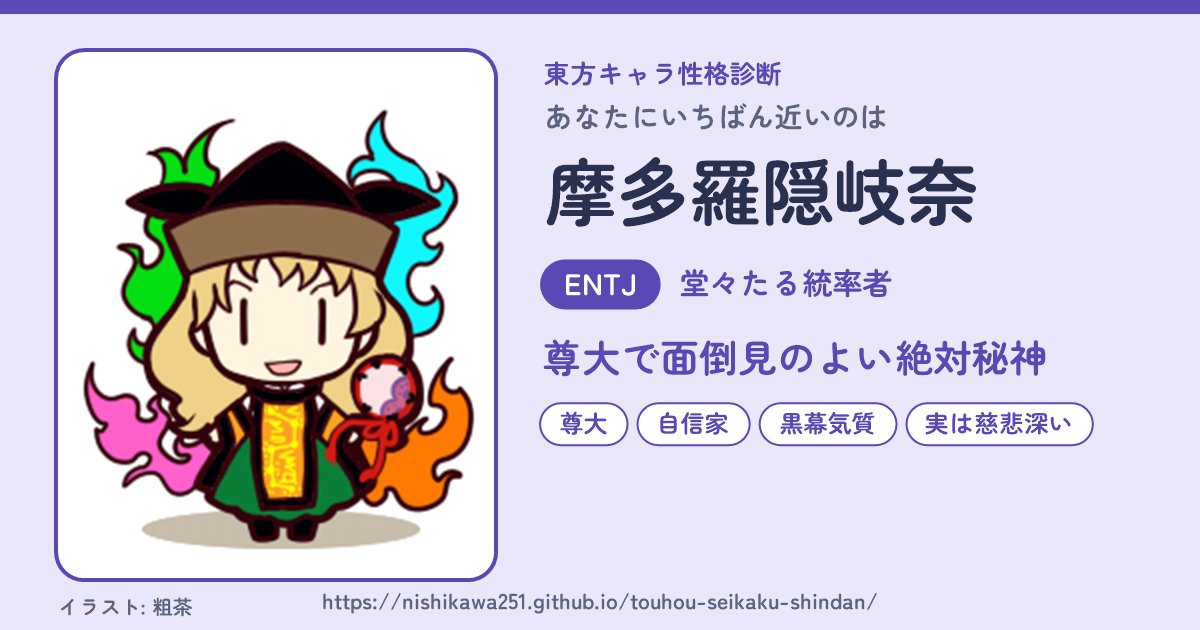 東方キャラ性格診断
あなたにいちばん近いのは
摩多羅隠岐奈
ENTJ 堂々たる統率者
尊大で面倒見のよい絶対秘神
尊大 自信家 黒幕気質 実は慈悲深い
イラスト: 粗茶
https://nishikawa251.github.io/touhou-seikaku-shindan/